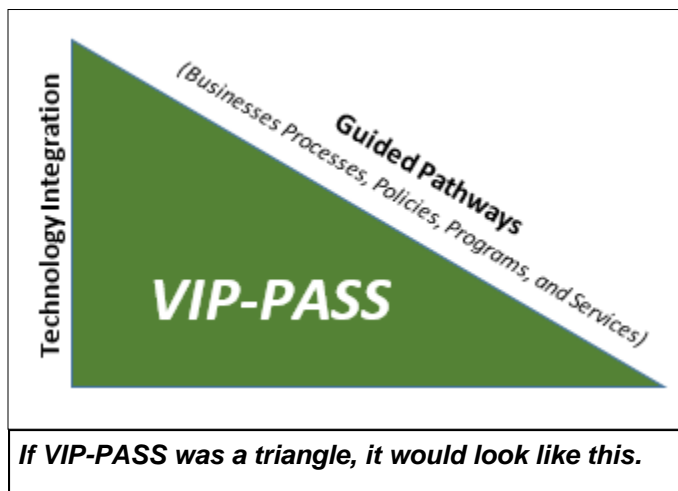 Technology Integration
Guided Pathways
(Businesses Processes, Policies, Programs, and Services)
VIP-PASS
If VIP-PASS was a triangle, it would look like this.